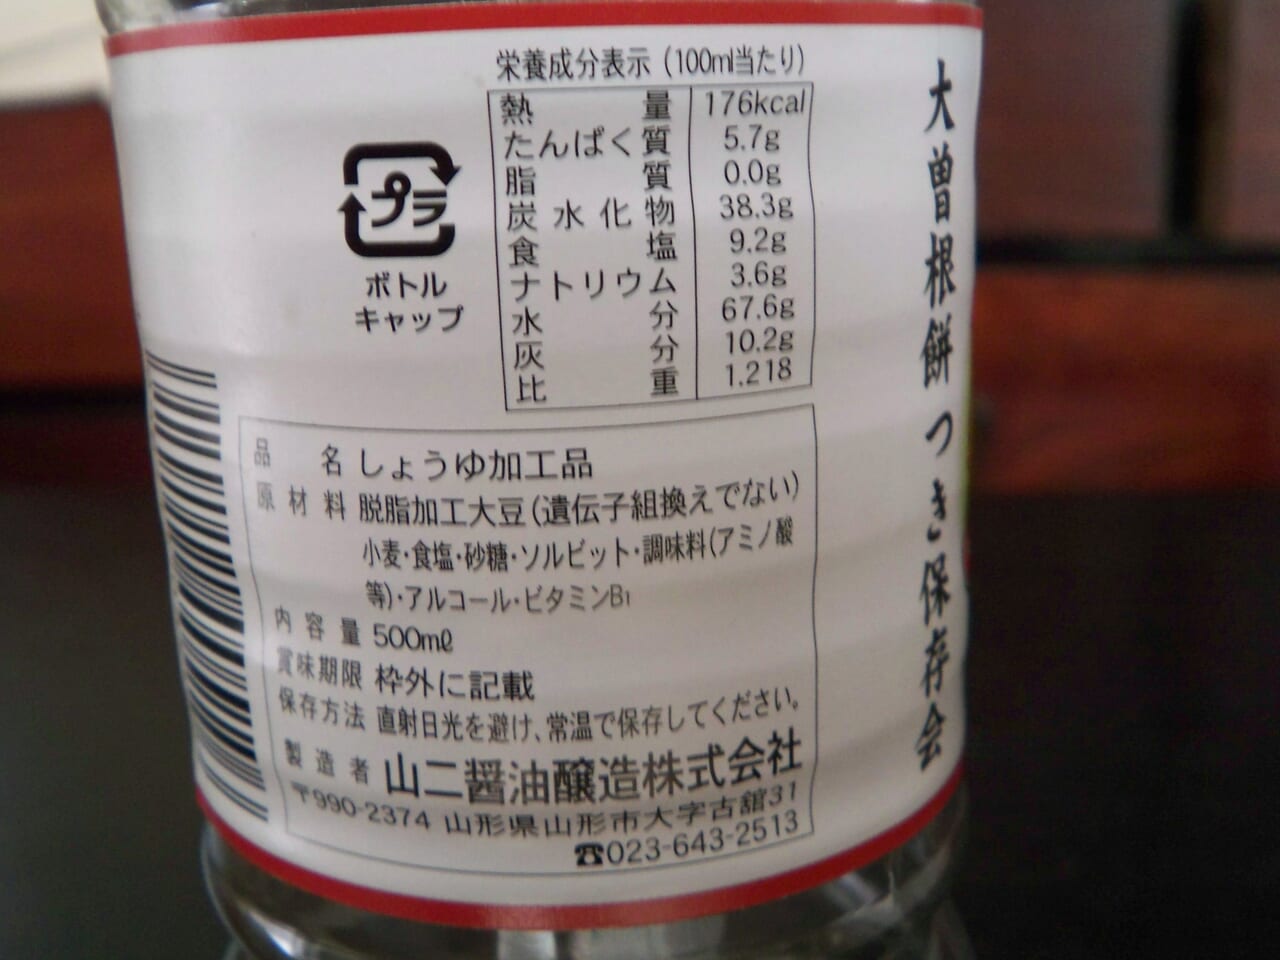 大曽根餅つき保存会
栄養成分表示（100ml当たり）
熱量 176kcal
たんぱく質 5.7g
脂質 0.0g
炭水化物 38.3g
食塩 9.2g
ナトリウム 3.6g
水分 67.6g
灰分 10.2g
比重 1.218
プラ
ボトル
キャップ
品名 しょうゆ加工品
原材料 脱脂加工大豆（遺伝子組換えでない）
小麦・食塩・砂糖・ソルビット・調味料（アミノ酸
等）・アルコール・ビタミンB1
内容量 500mℓ
賞味期限 枠外に記載
保存方法 直射日光を避け、常温で保存してください。
製造者 山二醤油醸造株式会社
〒990-2374 山形県山形市大字古舘31
☎023-643-2513